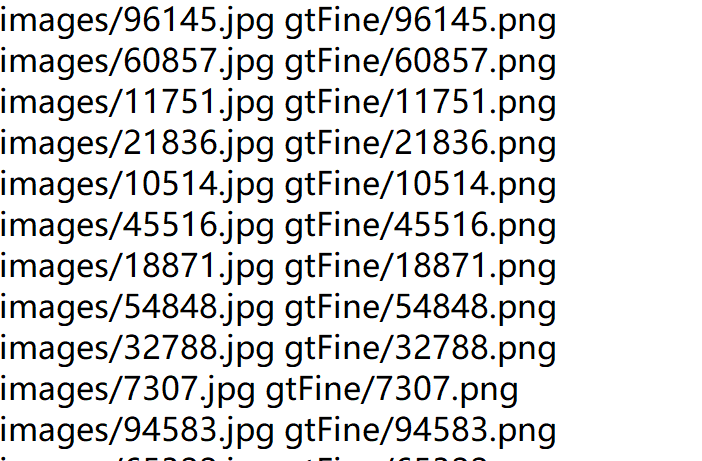 images/96145.jpg gtFine/96145.png
images/60857.jpg gtFine/60857.png
images/11751.jpg gtFine/11751.png
images/21836.jpg gtFine/21836.png
images/10514.jpg gtFine/10514.png
images/45516.jpg gtFine/45516.png
images/18871.jpg gtFine/18871.png
images/54848.jpg gtFine/54848.png
images/32788.jpg gtFine/32788.png
images/7307.jpg gtFine/7307.png
images/94583.jpg gtFine/94583.png